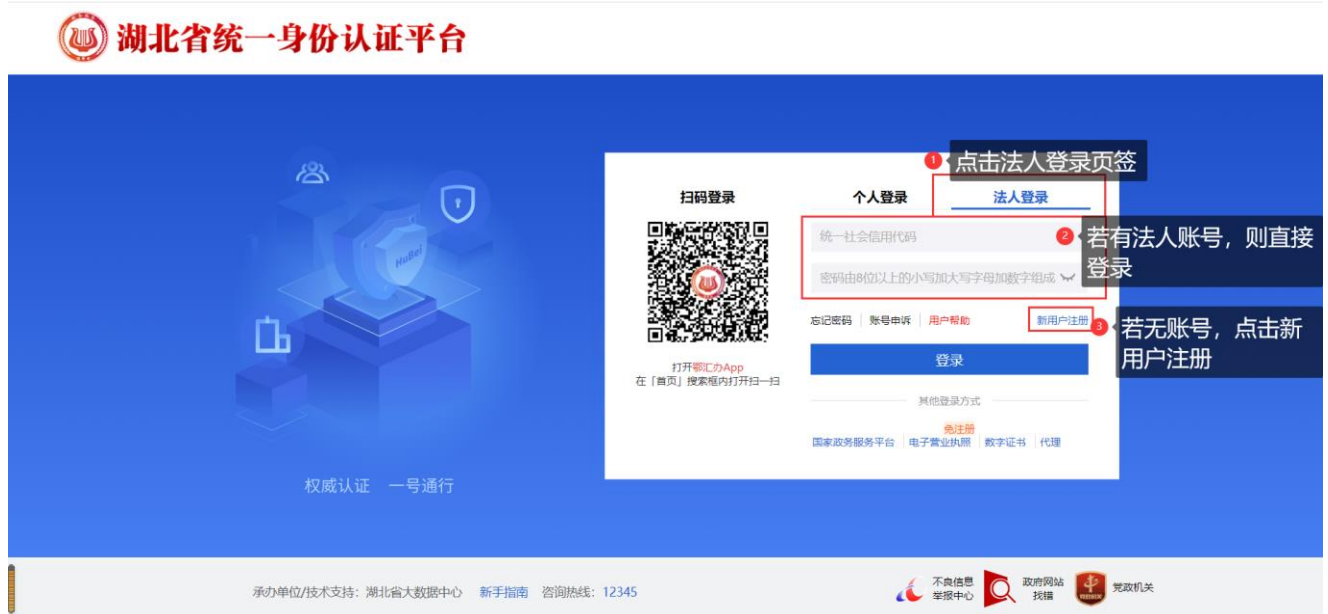 湖北省统一身份认证平台
1 点击法人登录页签
扫码登录
个人登录 法人登录
统一社会信用代码
2 若有法人账号，则直接
登录
密码由8位以上的小写加大写字母加数字组成
忘记密码 账号申诉 用户帮助 新用户注册
3 若无账号，点击新
用户注册
登录
打开鄂汇办App
在「首页」搜索框内打开扫一扫
其他登录方式
免注册
国家政务服务平台 电子营业执照 数字证书 代理
HuBei
权威认证 一号通行
承办单位/技术支持：湖北省大数据中心 新手指南 咨询热线：12345
不良信息
举报中心
政府网站
找错
党政机关